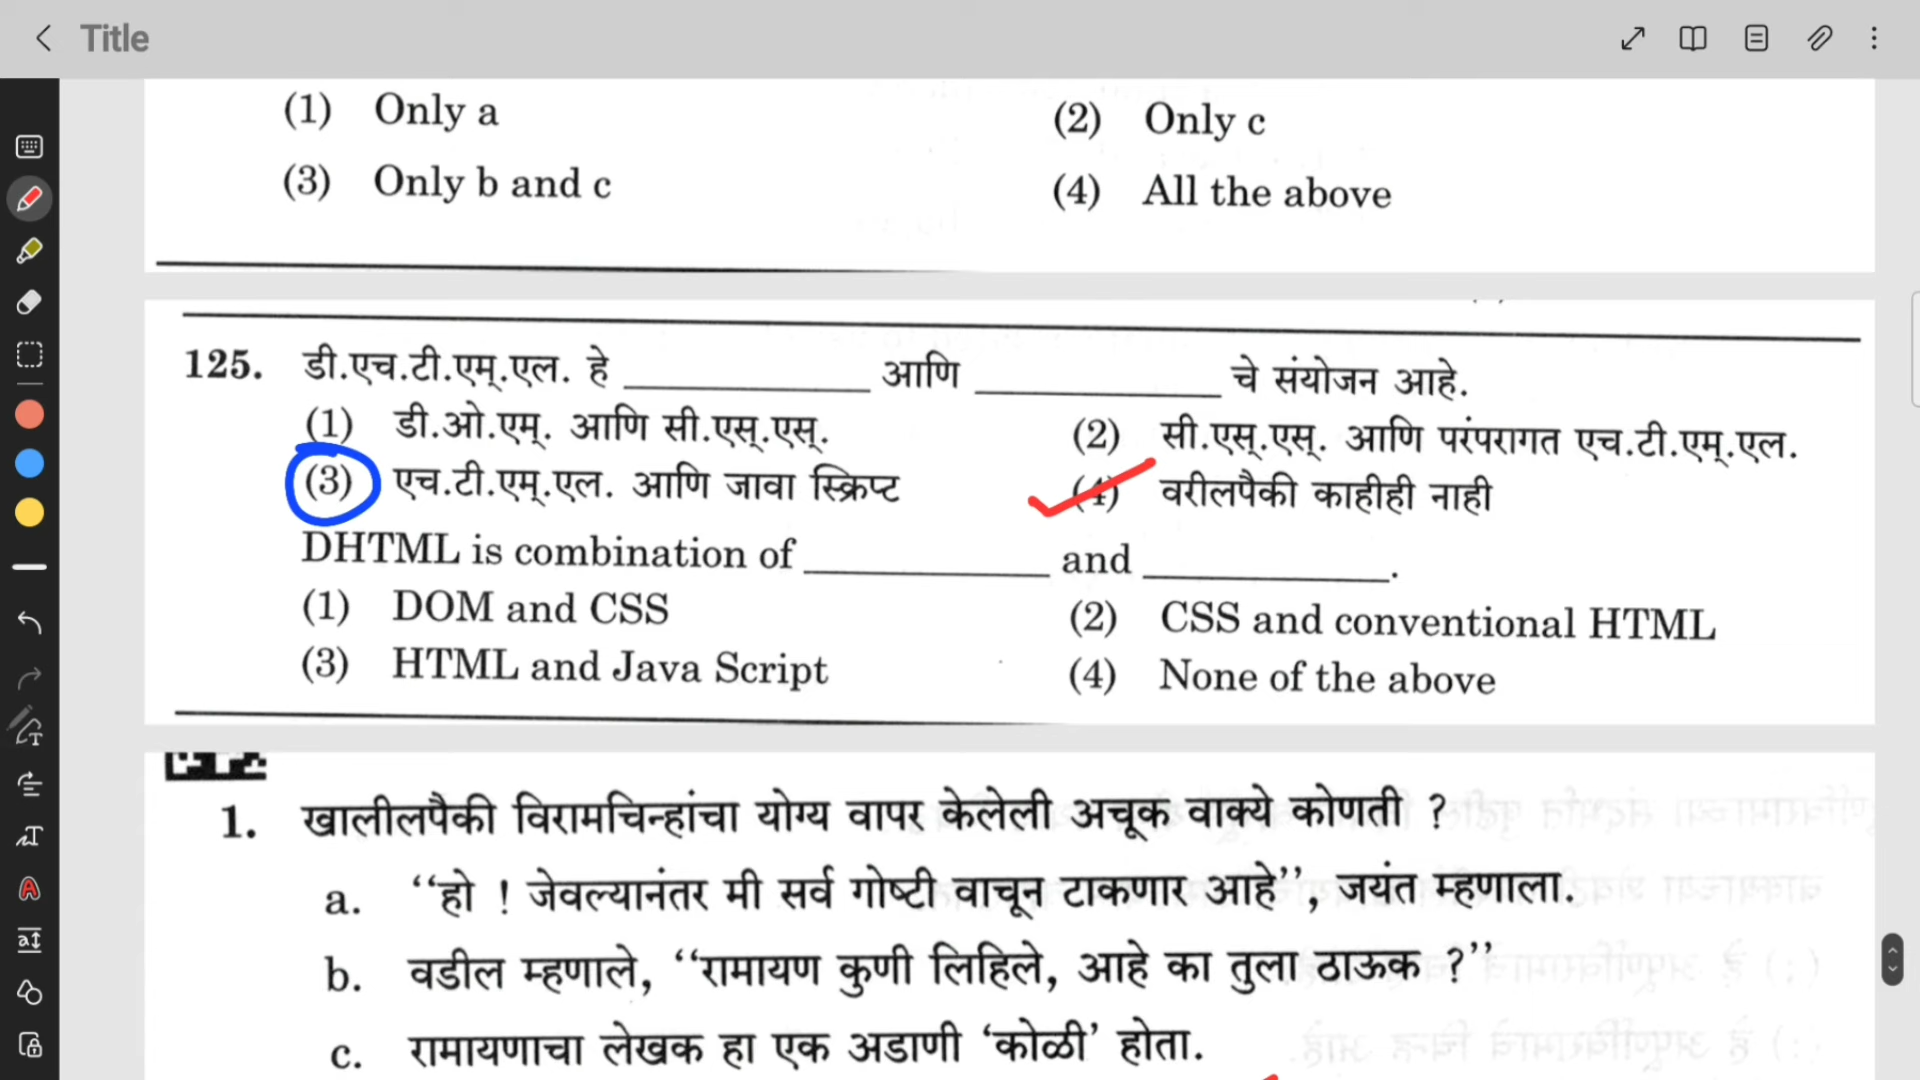 Title
(1) Only a (2) Only c
(3) Only b and c (4) All the above
125. डी.एच.टी.एम्.एल. हे ____________ आणि ____________ चे संयोजन आहे.
(1) डी.ओ.एम्. आणि सी.एस्.एस्. (2) सी.एस्.एस्. आणि परंपरागत एच.टी.एम्.एल.
(3) एच.टी.एम्.एल. आणि जावा स्क्रिप्ट (4) वरीलपैकी काहीही नाही
DHTML is combination of ____________ and ____________.
(1) DOM and CSS (2) CSS and conventional HTML
(3) HTML and Java Script (4) None of the above
1. खालीलपैकी विरामचिन्हांचा योग्य वापर केलेली अचूक वाक्ये कोणती ?
a. ‘‘हो ! जेवल्यानंतर मी सर्व गोष्टी वाचून टाकणार आहे’’, जयंत म्हणाला.
b. वडील म्हणाले, ‘‘रामायण कुणी लिहिले, आहे का तुला ठाऊक ?’’
c. रामायणाचा लेखक हा एक अडाणी ‘कोळी’ होता.